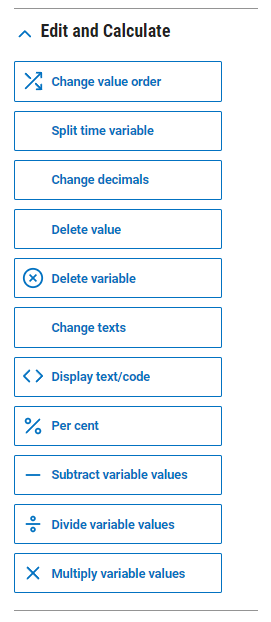 Edit and Calculate
Change value order
Split time variable
Change decimals
Delete value
Delete variable
Change texts
Display text/code
Per cent
Subtract variable values
Divide variable values
Multiply variable values